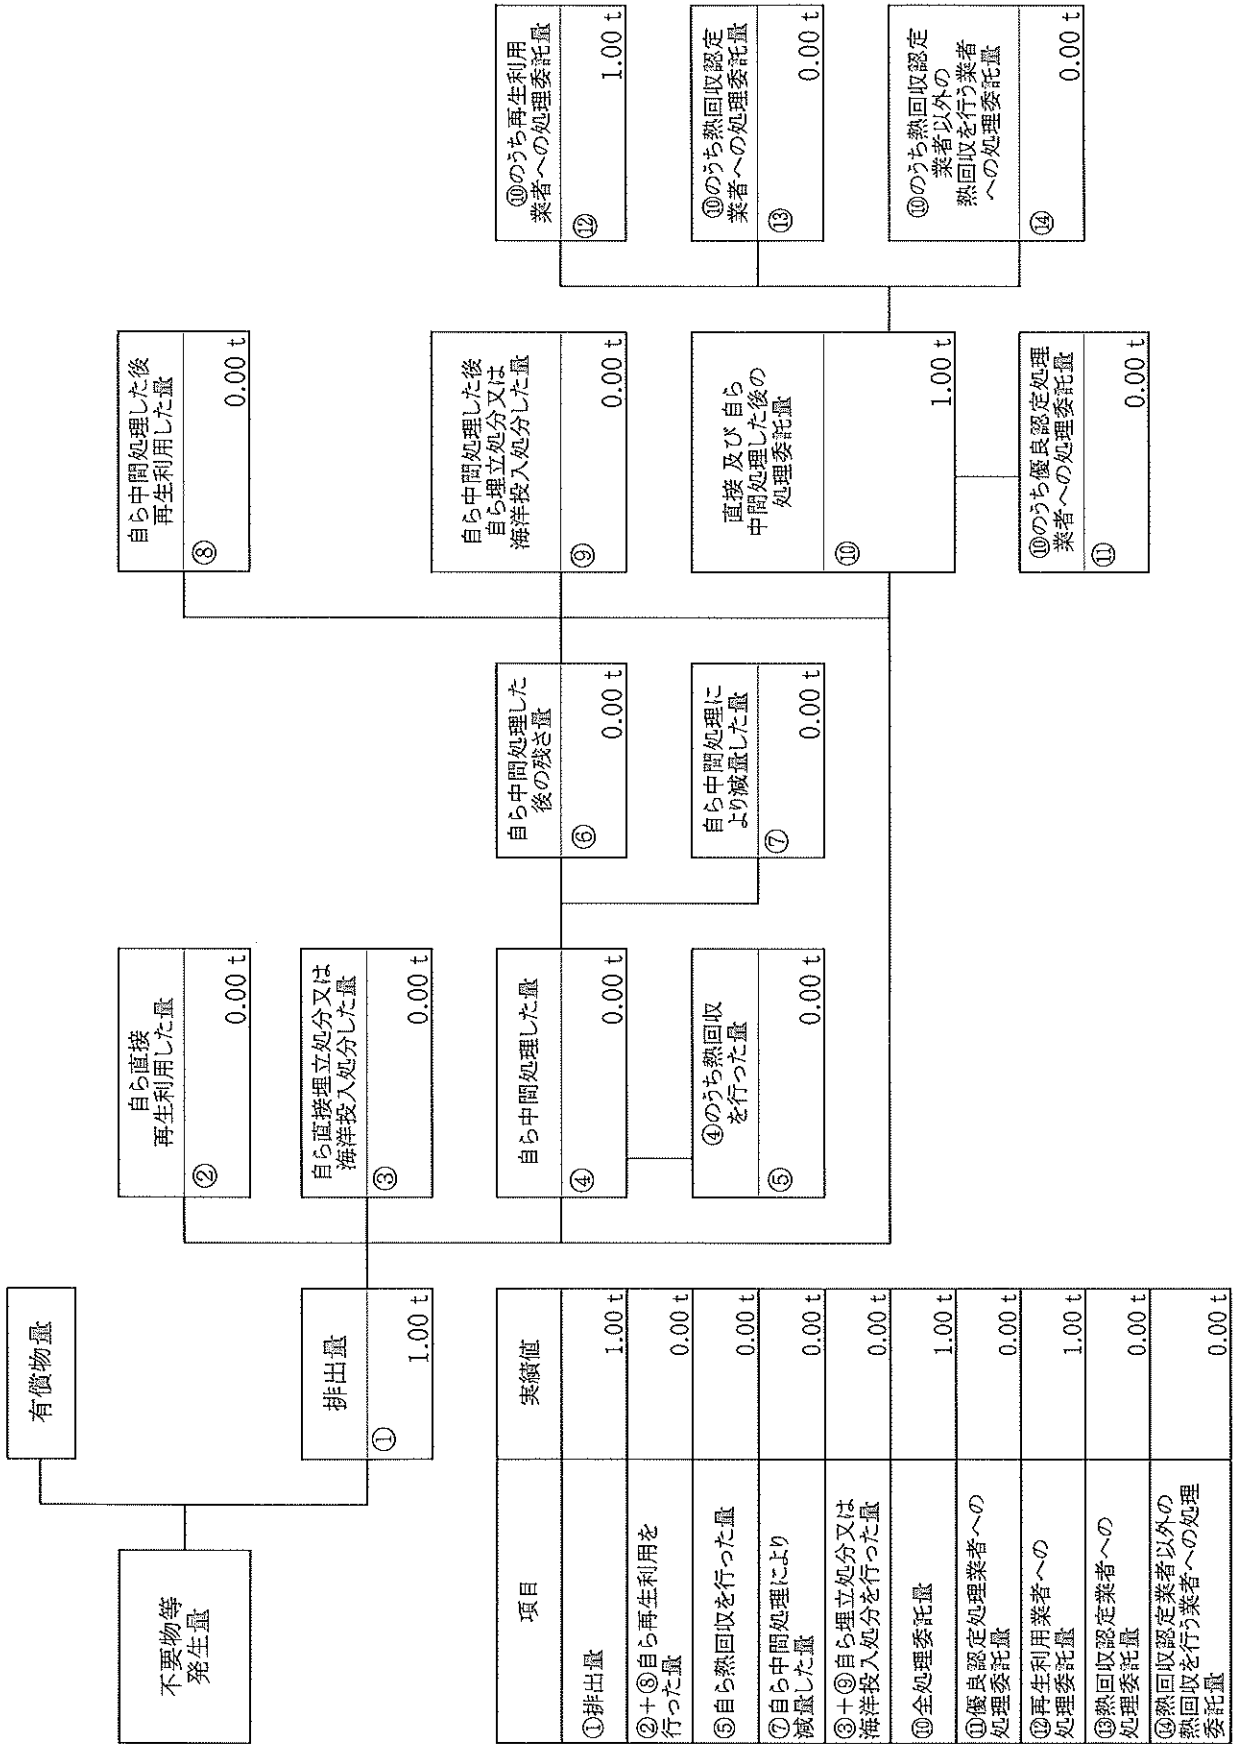 不要物等
発生量
有償物量
排出量
①
1.00 t
自ら直接
再生利用した量
②
0.00 t
自ら直接埋立処分又は
海洋投入処分した量
③
0.00 t
自ら中間処理した量
④
0.00 t
④のうち熱回収
を行った量
⑤
0.00 t
自ら中間処理した
後の残さ量
⑥
0.00 t
自ら中間処理に
より減量した量
⑦
0.00 t
自ら中間処理した後
再生利用した量
⑧
0.00 t
自ら中間処理した後
自ら埋立処分又は
海洋投入処分した量
⑨
0.00 t
直接 及び 自ら
中間処理した後の
処理委託量
⑩
1.00 t
⑩のうち優良認定処理
業者への処理委託量
⑪
0.00 t
⑩のうち再生利用
業者への処理委託量
⑫
1.00 t
⑩のうち熱回収認定
業者への処理委託量
⑬
0.00 t
⑩のうち熱回収認定
業者以外の
熱回収を行う業者
への処理委託量
⑭
0.00 t
項目 実績値
①排出量 1.00 t
②+⑧自ら再生利用を
行った量 0.00 t
⑤自ら熱回収を行った量 0.00 t
⑦自ら中間処理により
減量した量 0.00 t
③+⑨自ら埋立処分又は
海洋投入処分を行った量 0.00 t
⑩全処理委託量 1.00 t
⑪優良認定処理業者への
処理委託量 0.00 t
⑫再生利用業者への
処理委託量 1.00 t
⑬熱回収認定業者への
処理委託量 0.00 t
⑭熱回収認定業者以外の
熱回収を行う業者への処理
委託量 0.00 t